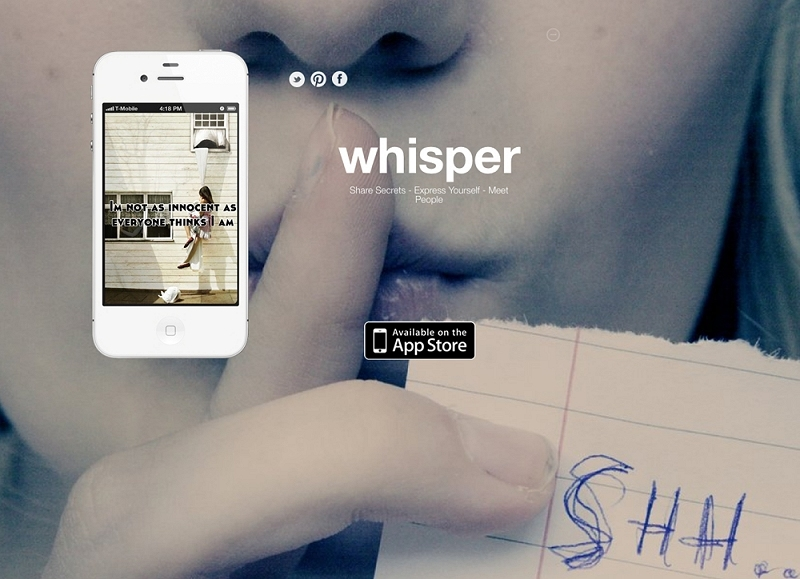 T-Mobile 4:18 PM
I'm not as innocent as
everyone thinks I am
whisper
Share Secrets - Express Yourself - Meet
People
Available on the
App Store
SHH...